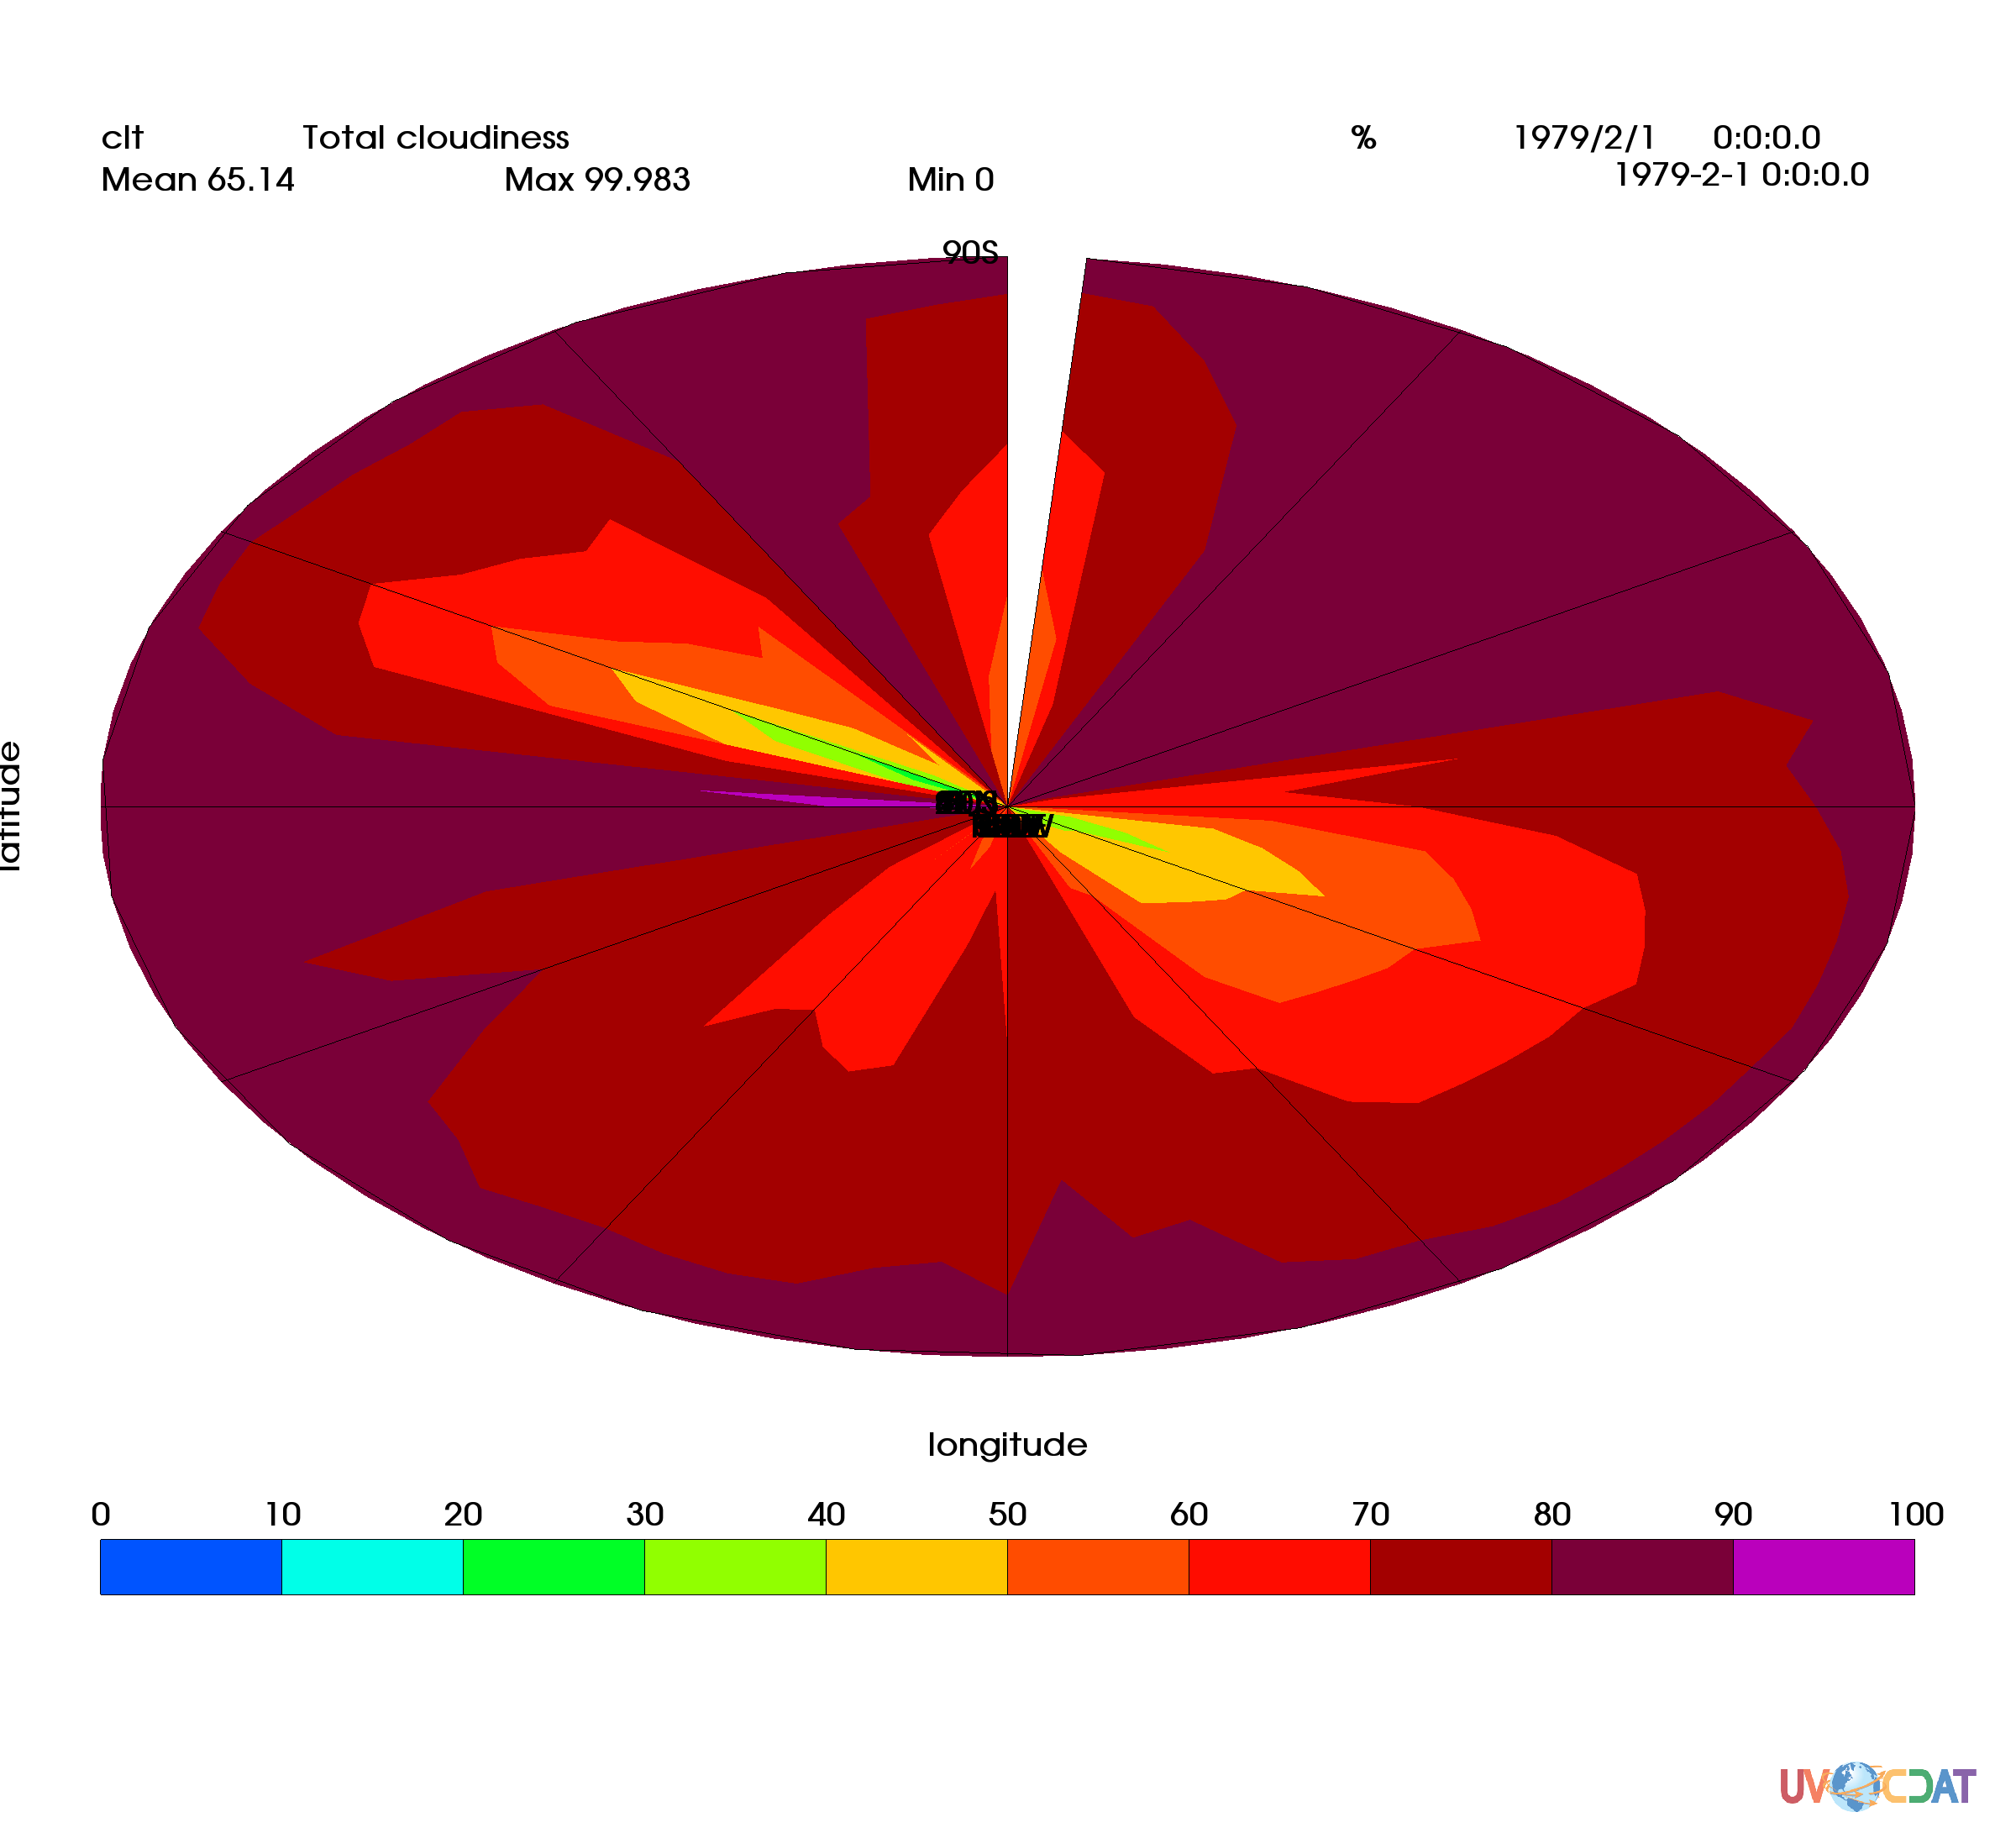 clt Total cloudiness % 1979/2/1 0:0:0.0
Mean 65.14 Max 99.983 Min 0 1979-2-1 0:0:0.0
90S
latitude
longitude
0 10 20 30 40 50 60 70 80 90 100
UV CDAT